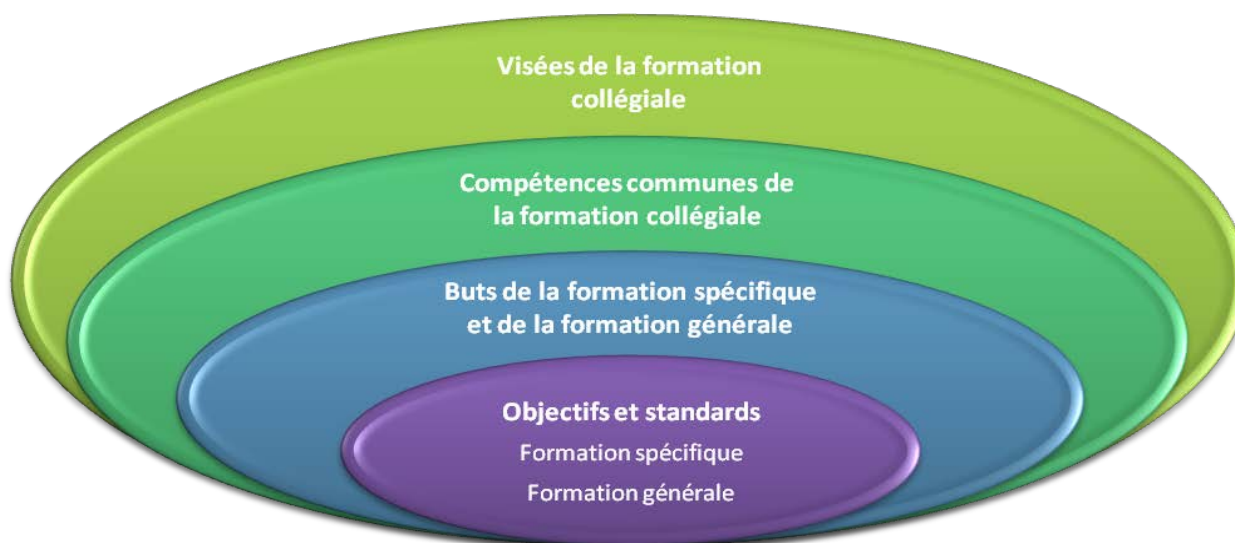 Visées de la formation
collégiale
Compétences communes de
la formation collégiale
Buts de la formation spécifique
et de la formation générale
Objectifs et standards
Formation spécifique
Formation générale